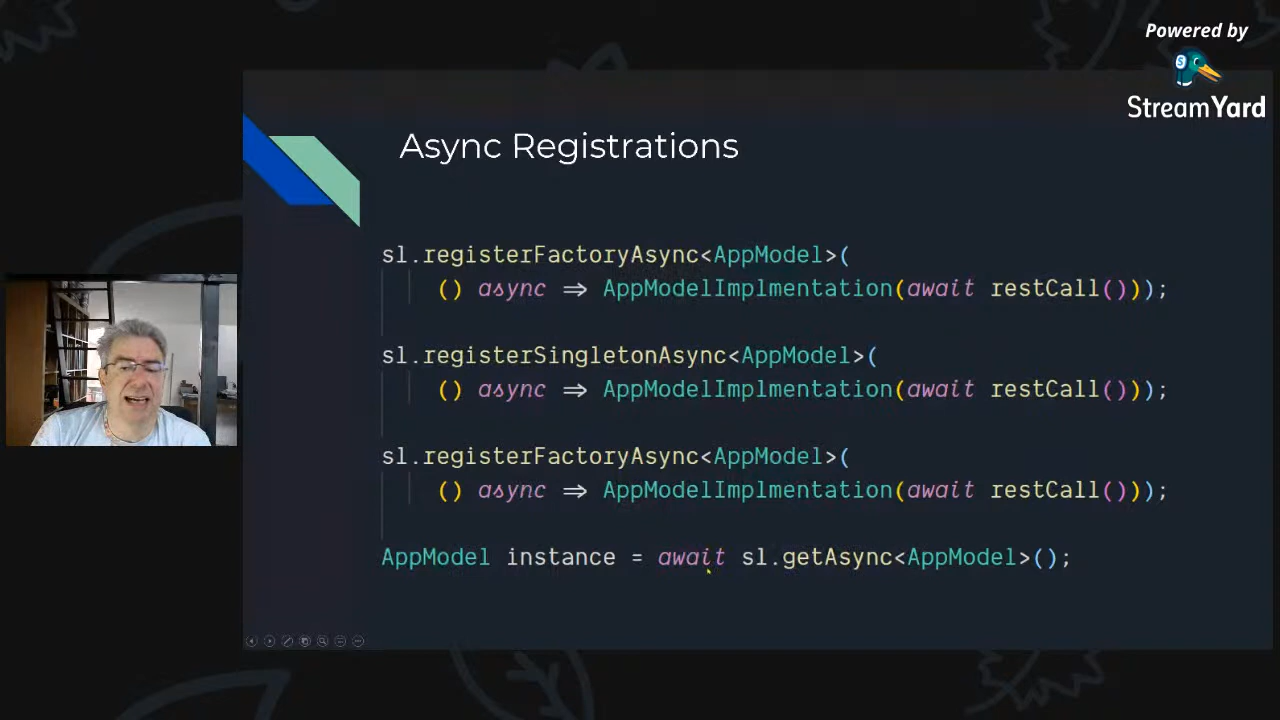 Powered by
StreamYard
Async Registrations
sl.registerFactoryAsync<AppModel>(
() async => AppModelImplmentation(await restCall()));
sl.registerSingletonAsync<AppModel>(
() async => AppModelImplmentation(await restCall()));
sl.registerFactoryAsync<AppModel>(
() async => AppModelImplmentation(await restCall()));
AppModel instance = await sl.getAsync<AppModel>();